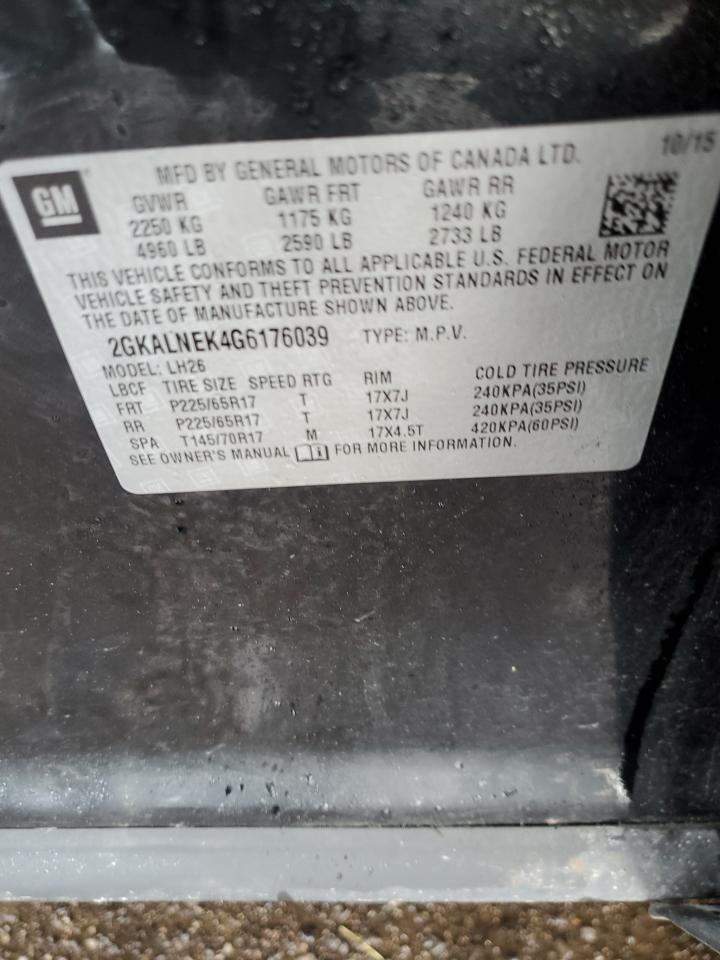 MFD BY GENERAL MOTORS OF CANADA LTD. 10/15
GM
GVWR GAWR FRT GAWR RR
2250 KG 1175 KG 1240 KG
4960 LB 2590 LB 2733 LB
THIS VEHICLE CONFORMS TO ALL APPLICABLE U.S. FEDERAL MOTOR
VEHICLE SAFETY AND THEFT PREVENTION STANDARDS IN EFFECT ON
THE DATE OF MANUFACTURE SHOWN ABOVE.
2GKALNEK4G6176039 TYPE: M.P.V.
MODEL: LH26
LBCF TIRE SIZE SPEED RTG RIM COLD TIRE PRESSURE
FRT P225/65R17 T 17X7J 240KPA(35PSI)
RR P225/65R17 T 17X7J 240KPA(35PSI)
SPA T145/70R17 M 17X4.5T 420KPA(60PSI)
SEE OWNER'S MANUAL FOR MORE INFORMATION.